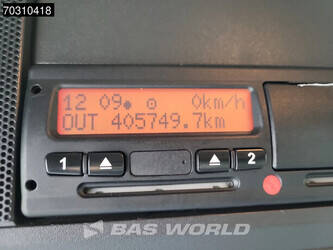 70310418
12 09• ⊙ 0km/h
OUT 405749.7km
1 2
BAS WORLD